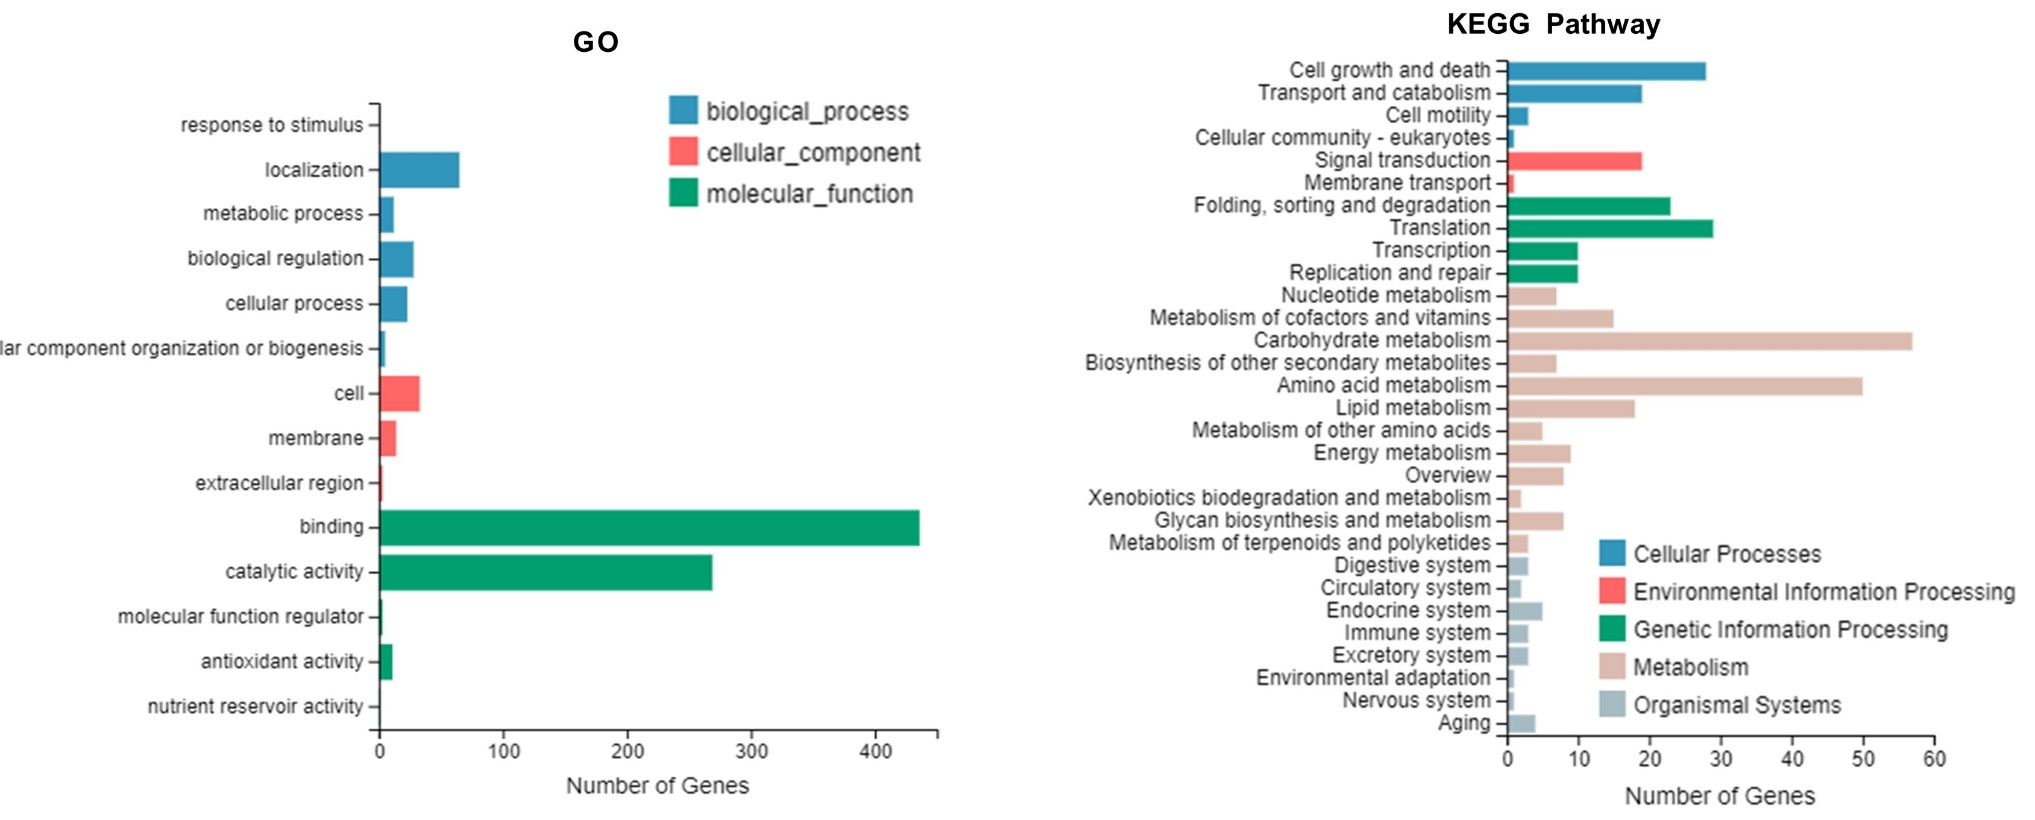 GO
response to stimulus
localization
metabolic process
biological regulation
cellular process
lar component organization or biogenesis
cell
membrane
extracellular region
binding
catalytic activity
molecular function regulator
antioxidant activity
nutrient reservoir activity
0 100 200 300 400
Number of Genes
biological_process
cellular_component
molecular_function
KEGG Pathway
Cell growth and death
Transport and catabolism
Cell motility
Cellular community - eukaryotes
Signal transduction
Membrane transport
Folding, sorting and degradation
Translation
Transcription
Replication and repair
Nucleotide metabolism
Metabolism of cofactors and vitamins
Carbohydrate metabolism
Biosynthesis of other secondary metabolites
Amino acid metabolism
Lipid metabolism
Metabolism of other amino acids
Energy metabolism
Overview
Xenobiotics biodegradation and metabolism
Glycan biosynthesis and metabolism
Metabolism of terpenoids and polyketides
Digestive system
Circulatory system
Endocrine system
Immune system
Excretory system
Environmental adaptation
Nervous system
Aging
0 10 20 30 40 50 60
Number of Genes
Cellular Processes
Environmental Information Processing
Genetic Information Processing
Metabolism
Organismal Systems